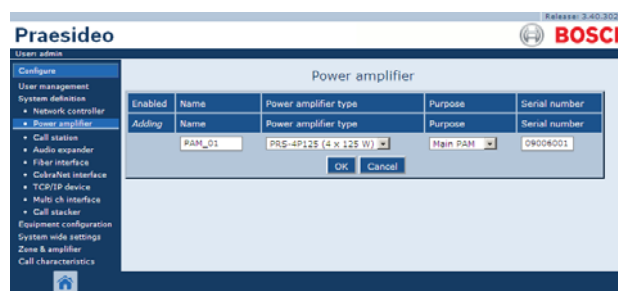 Release: 3.40.302
Praesideo
BOSCH
User: admin
Configure
User management
System definition
• Network controller
• Power amplifier
• Call station
• Audio expander
• Fiber interface
• CobraNet interface
• TCP/IP device
• Multi ch interface
• Call stacker
Equipment configuration
System wide settings
Zone & amplifier
Call characteristics
Power amplifier
Enabled Name Power amplifier type Purpose Serial number
Adding Name Power amplifier type Purpose Serial number
PAM_01 PRS-4P125 (4 x 125 W) Main PAM 09006001
OK Cancel